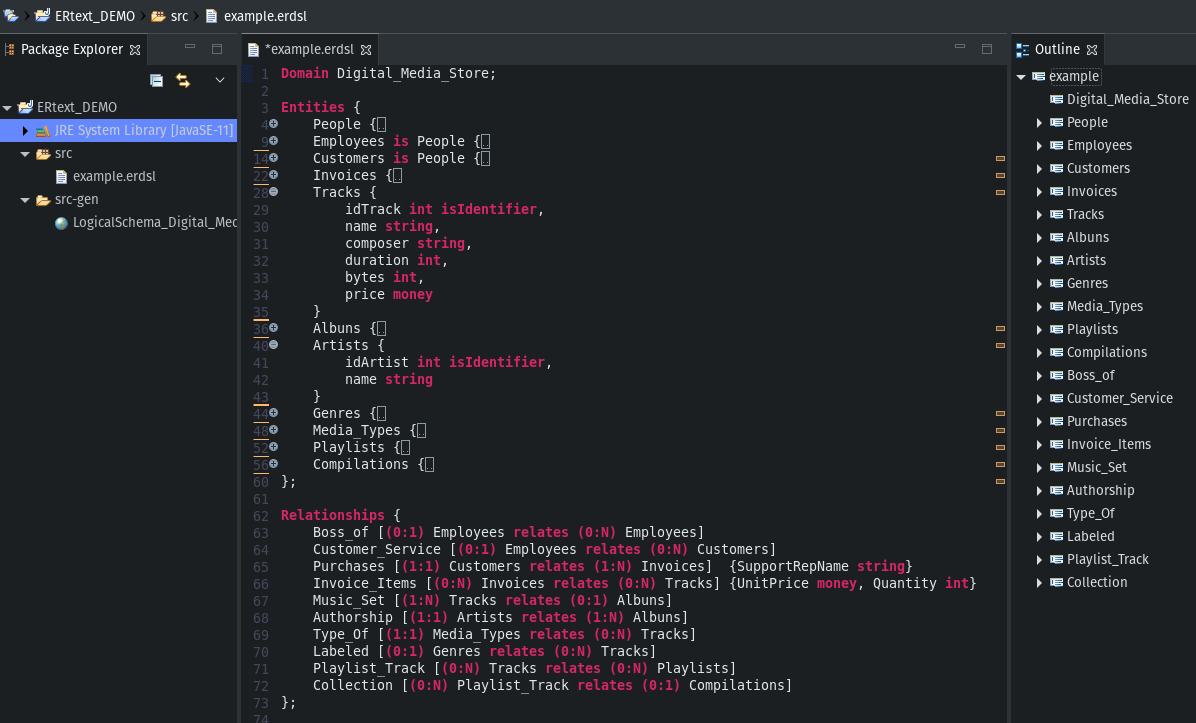 ERtext_DEMO src example.erdsl
Package Explorer
ERtext_DEMO
JRE System Library [JavaSE-11]
src
example.erdsl
src-gen
LogicalSchema_Digital_Med
*example.erdsl
1 Domain Digital_Media_Store;
2
3 Entities {
4 People {..
9 Employees is People {..
14 Customers is People {..
22 Invoices {..
28 Tracks {
29 idTrack int isIdentifier,
30 name string,
31 composer string,
32 duration int,
33 bytes int,
34 price money
35 }
36 Albuns {..
40 Artists {
41 idArtist int isIdentifier,
42 name string
43 }
44 Genres {..
48 Media_Types {..
52 Playlists {..
56 Compilations {..
60 };
61
62 Relationships {
63 Boss_of [(0:1) Employees relates (0:N) Employees]
64 Customer_Service [(0:1) Employees relates (0:N) Customers]
65 Purchases [(1:1) Customers relates (1:N) Invoices]  {SupportRepName string}
66 Invoice_Items [(0:N) Invoices relates (0:N) Tracks] {UnitPrice money, Quantity int}
67 Music_Set [(1:N) Tracks relates (0:1) Albuns]
68 Authorship [(1:1) Artists relates (1:N) Albuns]
69 Type_Of [(1:1) Media_Types relates (0:N) Tracks]
70 Labeled [(0:1) Genres relates (0:N) Tracks]
71 Playlist_Track [(0:N) Tracks relates (0:N) Playlists]
72 Collection [(0:N) Playlist_Track relates (0:1) Compilations]
73 };
74
Outline
example
Digital_Media_Store
People
Employees
Customers
Invoices
Tracks
Albuns
Artists
Genres
Media_Types
Playlists
Compilations
Boss_of
Customer_Service
Purchases
Invoice_Items
Music_Set
Authorship
Type_Of
Labeled
Playlist_Track
Collection